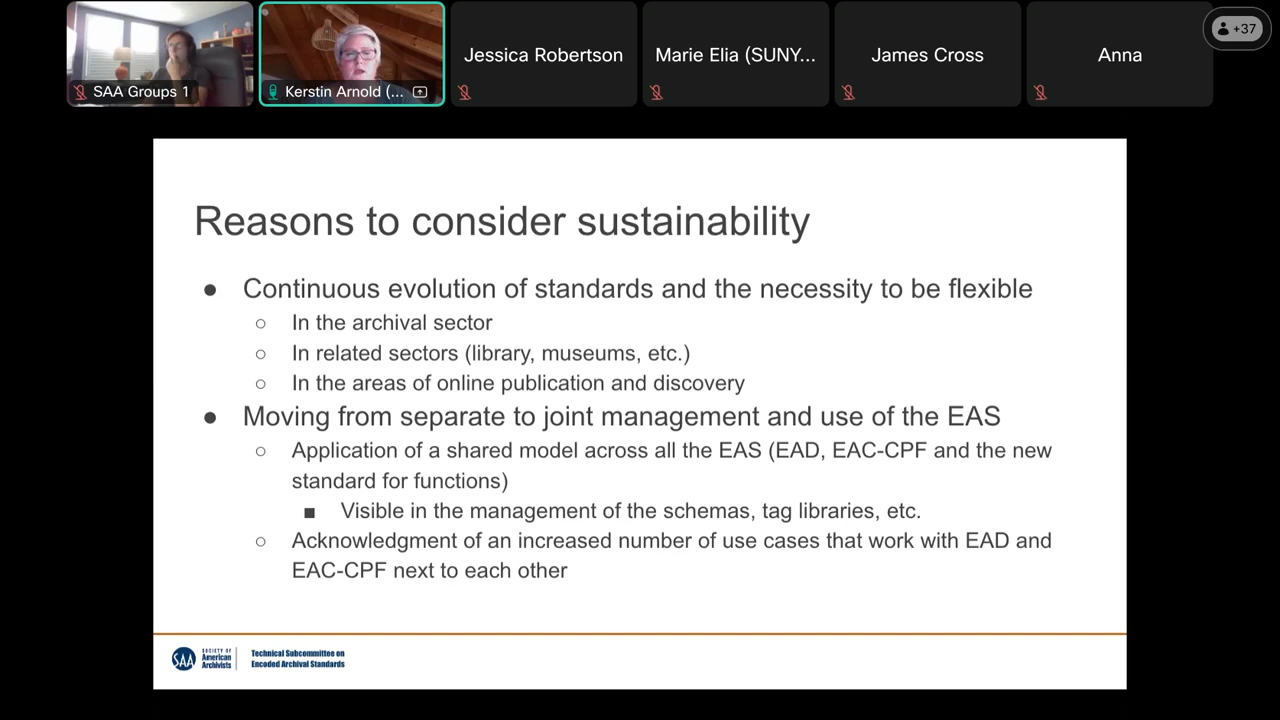 SAA Groups 1
Kerstin Arnold (...
Jessica Robertson
Marie Elia (SUNY...
James Cross
Anna
+37
Reasons to consider sustainability
● Continuous evolution of standards and the necessity to be flexible
○ In the archival sector
○ In related sectors (library, museums, etc.)
○ In the areas of online publication and discovery
● Moving from separate to joint management and use of the EAS
○ Application of a shared model across all the EAS (EAD, EAC-CPF and the new
standard for functions)
■ Visible in the management of the schemas, tag libraries, etc.
○ Acknowledgment of an increased number of use cases that work with EAD and
EAC-CPF next to each other
SAA
SOCIETY OF
American
Archivists
Technical Subcommittee on
Encoded Archival Standards